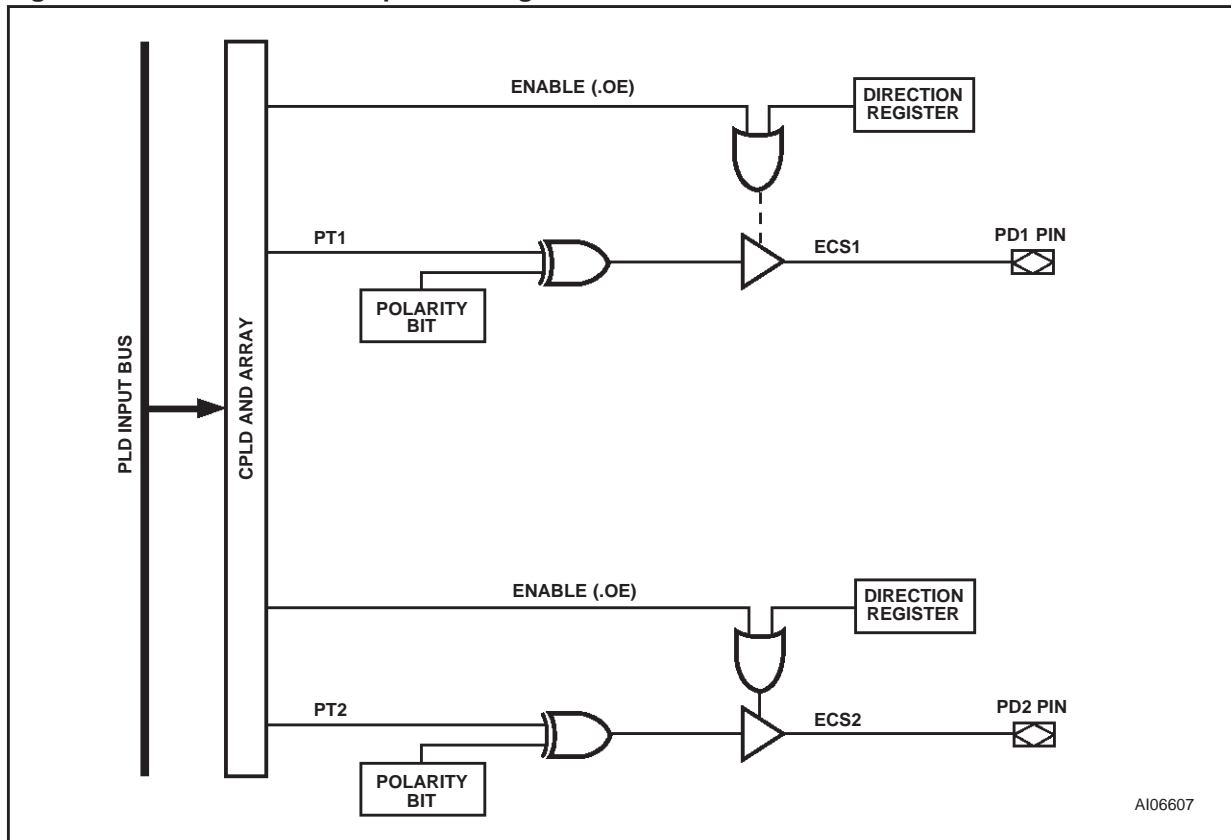 ENABLE (.OE)
DIRECTION
REGISTER
PT1
ECS1
PD1 PIN
POLARITY
BIT
PLD INPUT BUS
CPLD AND ARRAY
ENABLE (.OE)
DIRECTION
REGISTER
PT2
ECS2
PD2 PIN
POLARITY
BIT
AI06607